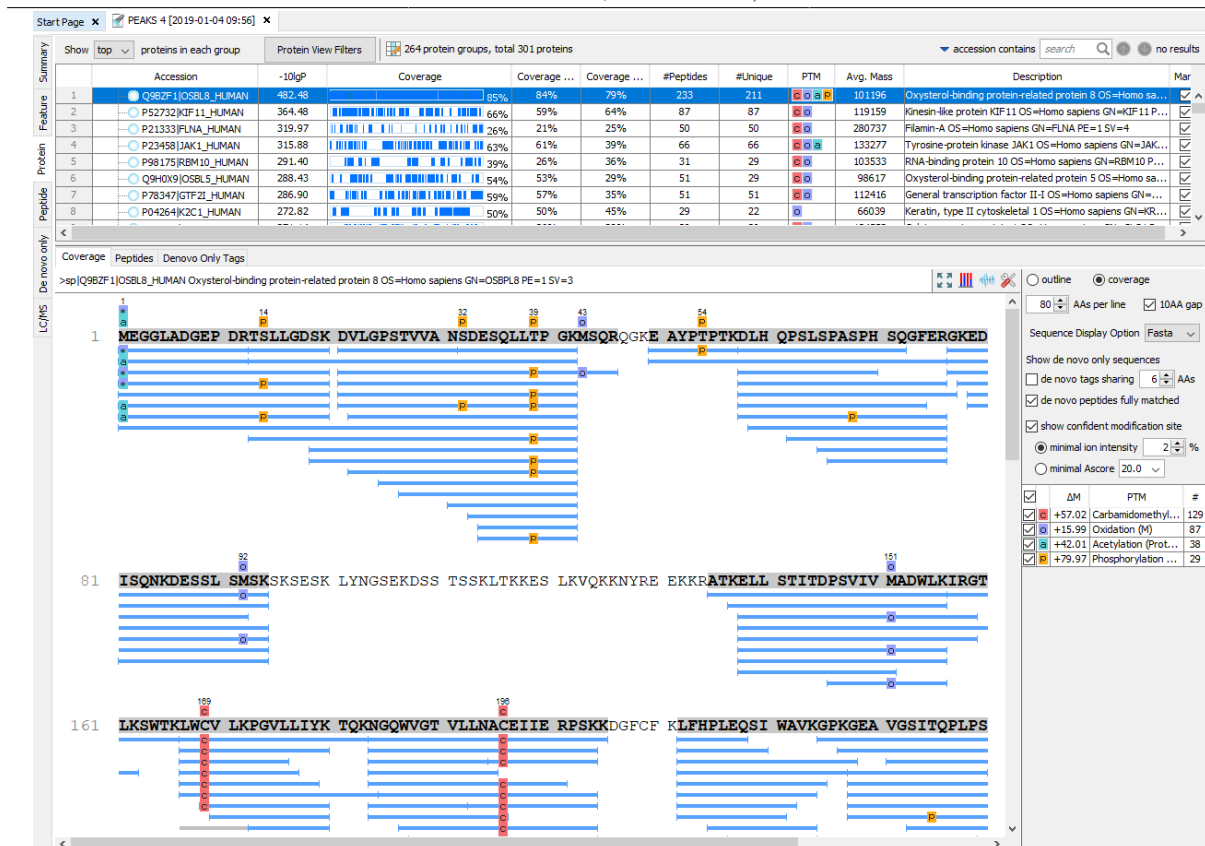 Start Page × PEAKS 4 [2019-01-04 09:56] ×
Summary
Feature
Protein
Peptide
De novo only
LC/MS
Show top proteins in each group Protein View Filters 264 protein groups, total 301 proteins accession contains search no results
Accession -10lgP Coverage Coverage ... Coverage ... #Peptides #Unique PTM Avg. Mass Description Mar
1 Q9BZF1|OSBL8_HUMAN 482.48 85% 84% 79% 233 211 c o a P 101196 Oxysterol-binding protein-related protein 8 OS=Homo sa...
2 P52732|KIF11_HUMAN 364.48 66% 59% 64% 87 87 c o 119159 Kinesin-like protein KIF11 OS=Homo sapiens GN=KIF11 P...
3 P21333|FLNA_HUMAN 319.97 26% 21% 25% 50 50 c o 280737 Filamin-A OS=Homo sapiens GN=FLNA PE=1 SV=4
4 P23458|JAK1_HUMAN 315.88 63% 61% 39% 66 66 c o a 133277 Tyrosine-protein kinase JAK1 OS=Homo sapiens GN=JAK...
5 P98175|RBM10_HUMAN 291.40 39% 26% 36% 31 29 c o 103533 RNA-binding protein 10 OS=Homo sapiens GN=RBM10 P...
6 Q9H0X9|OSBL5_HUMAN 288.43 54% 53% 29% 51 29 c o 98617 Oxysterol-binding protein-related protein 5 OS=Homo sa...
7 P78347|GTF2I_HUMAN 286.90 59% 57% 35% 51 51 c o 112416 General transcription factor II-I OS=Homo sapiens GN=...
8 P04264|K2C1_HUMAN 272.82 50% 50% 45% 29 22 o 66039 Keratin, type II cytoskeletal 1 OS=Homo sapiens GN=KR...
Coverage Peptides Denovo Only Tags
>sp|Q9BZF1|OSBL8_HUMAN Oxysterol-binding protein-related protein 8 OS=Homo sapiens GN=OSBPL8 PE=1 SV=3
1 14 32 39 43 54
* P P P o P
a
1 MEGGLADGEP DRTSLLGDSK DVLGPSTVVA NSDESQLLTP GKMSQRQGKE AYPTPTKDLH QPSLSPASPH SQGFERGKED
* P
a
* P o
* P P
P
a P P
a P P
P
P
P
P
92 151
o o
81 ISQNKDESSL SMSKSKSESK LYNGSEKDSS TSSKLTKKES LKVQKKNYRE EKKRATKELL STITDPSVIV MADWLKIRGT
o
o
o
o
o
169 196
c c
161 LKSWTKLWCV LKPGVLLIYK TQKNGQWVGT VLLNACEIIE RPSKKDGFCF KLFHPLEQSI WAVKGPKGEA VGSITQPLPS
c c
c c
c c
c
c c
c c
c c
c P
c
outline coverage
80 AAs per line 10AA gap
Sequence Display Option Fasta
Show de novo only sequences
de novo tags sharing 6 AAs
de novo peptides fully matched
show confident modification site
minimal ion intensity 2 %
minimal Ascore 20.0
ΔM PTM #
c +57.02 Carbamidomethyl... 129
o +15.99 Oxidation (M) 87
a +42.01 Acetylation (Prot... 38
P +79.97 Phosphorylation ... 29